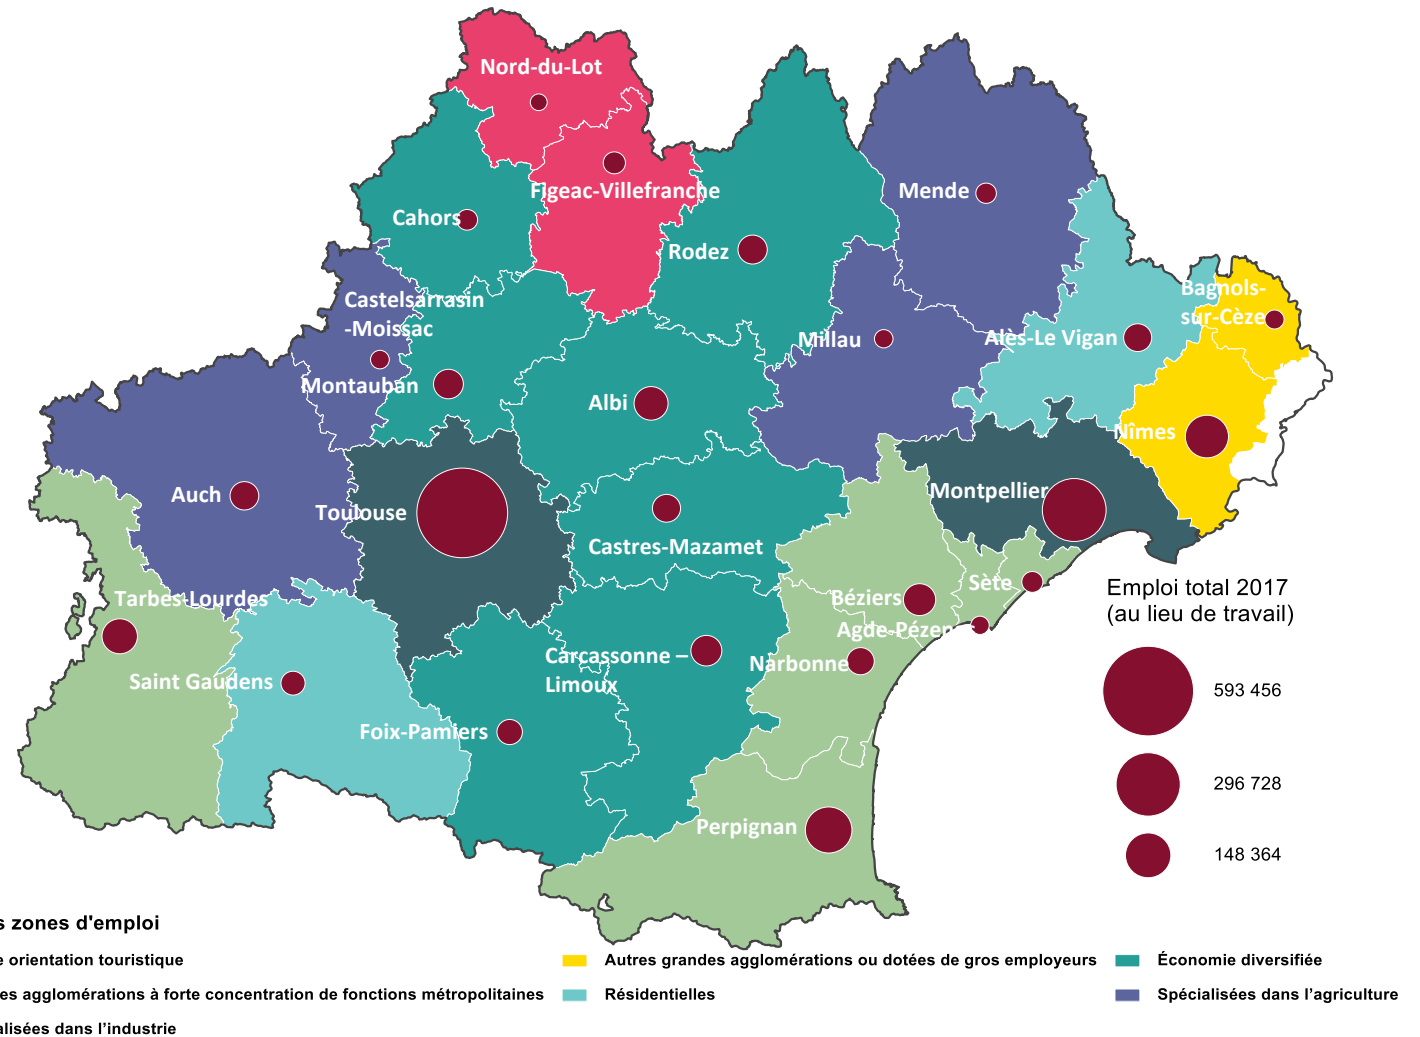 Nord-du-Lot
Figeac-Villefranche
Mende
Cahors
Rodez
Castelsarrasin
-Moissac
Bagnols-
sur-Cèze
Millau
Alès-Le Vigan
Montauban
Albi
Nîmes
Auch
Toulouse
Montpellier
Castres-Mazamet
Tarbes-Lourdes
Béziers
Sète
Agde-Pézenas
Carcassonne –
Limoux
Narbonne
Saint Gaudens
Foix-Pamiers
Perpignan
Emploi total 2017
(au lieu de travail)
593 456
296 728
148 364
s zones d'emploi
e orientation touristique
Autres grandes agglomérations ou dotées de gros employeurs
Économie diversifiée
es agglomérations à forte concentration de fonctions métropolitaines
Résidentielles
Spécialisées dans l’agriculture
alisées dans l’industrie